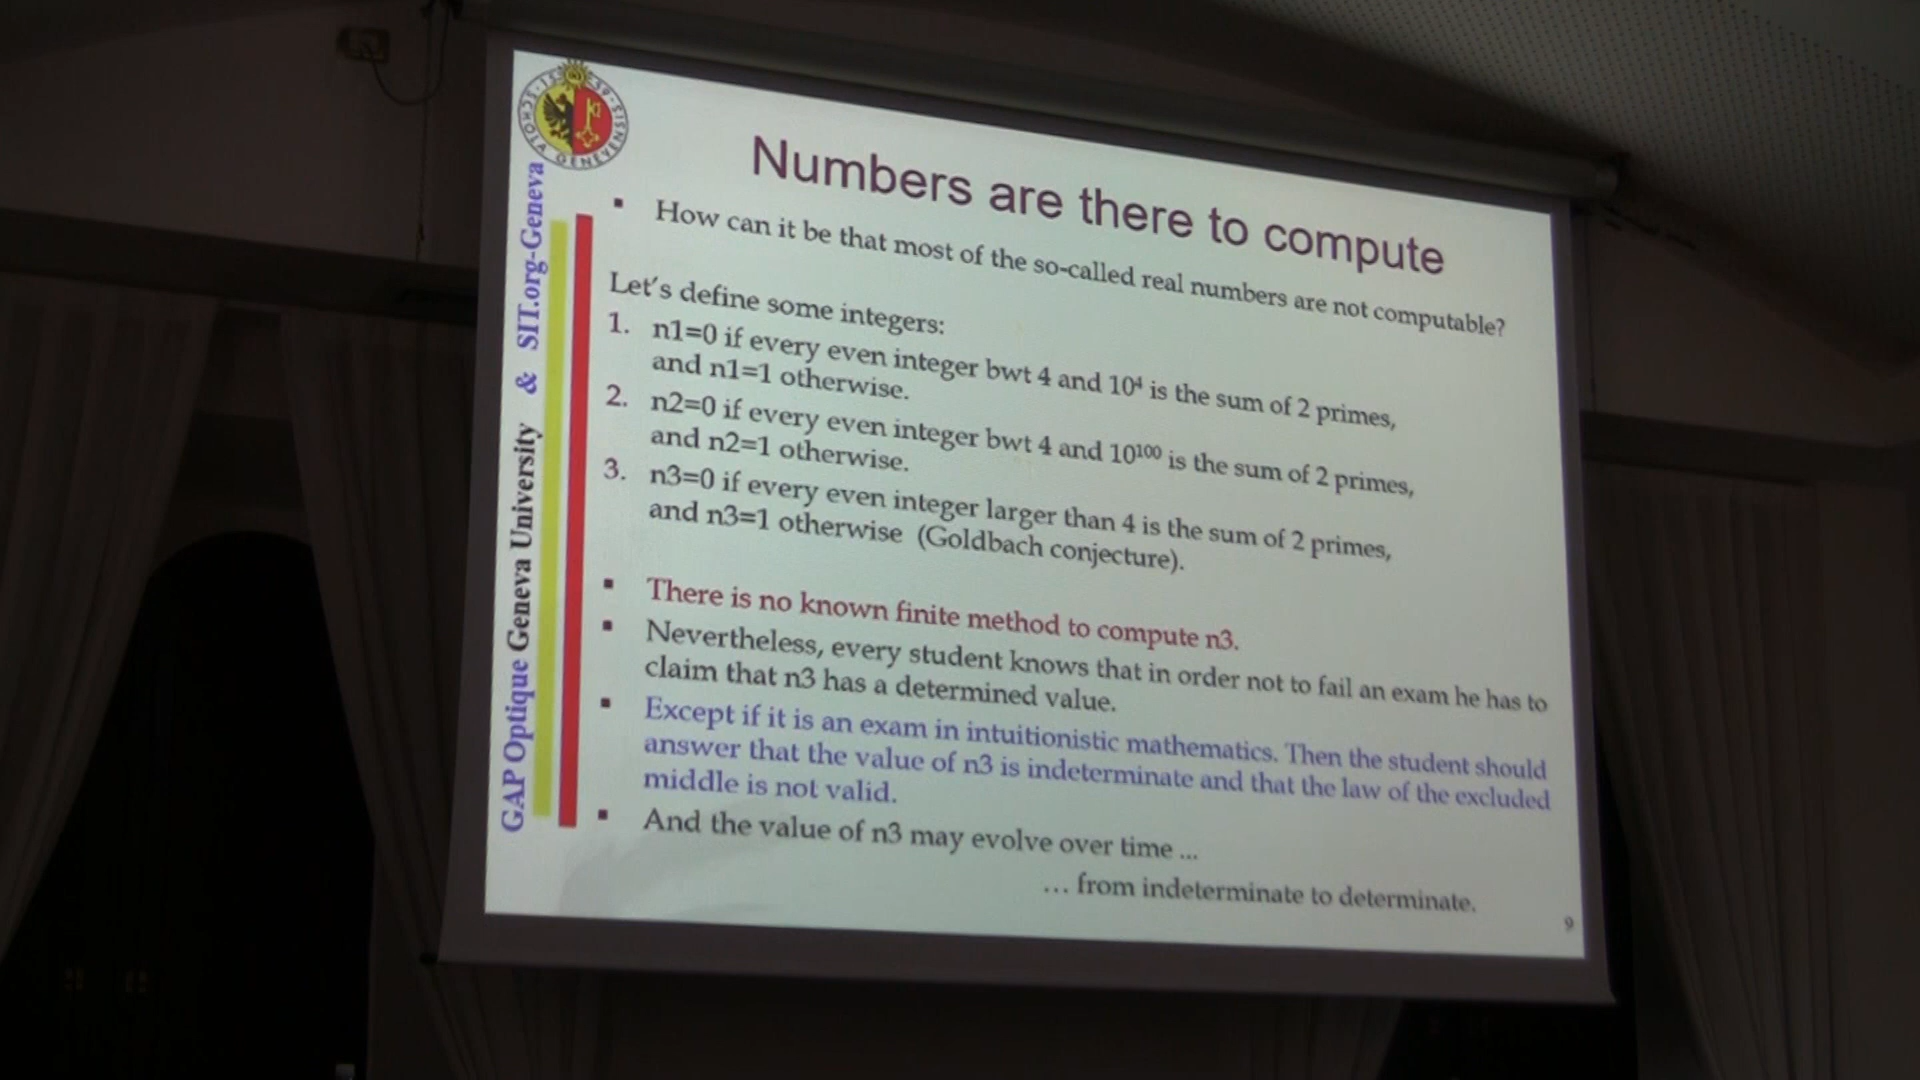 SCHOLA GENEVENSIS
GAP Optique Geneva University & SIT.org-Geneva
Numbers are there to compute
▪ How can it be that most of the so-called real numbers are not computable?
Let's define some integers:
1. n1=0 if every even integer bwt 4 and 10⁴ is the sum of 2 primes,
and n1=1 otherwise.
2. n2=0 if every even integer bwt 4 and 10¹⁰⁰ is the sum of 2 primes,
and n2=1 otherwise.
3. n3=0 if every even integer larger than 4 is the sum of 2 primes,
and n3=1 otherwise (Goldbach conjecture).
▪ There is no known finite method to compute n3.
▪ Nevertheless, every student knows that in order not to fail an exam he has to
claim that n3 has a determined value.
▪ Except if it is an exam in intuitionistic mathematics. Then the student should
answer that the value of n3 is indeterminate and that the law of the excluded
middle is not valid.
▪ And the value of n3 may evolve over time ...
... from indeterminate to determinate.
9